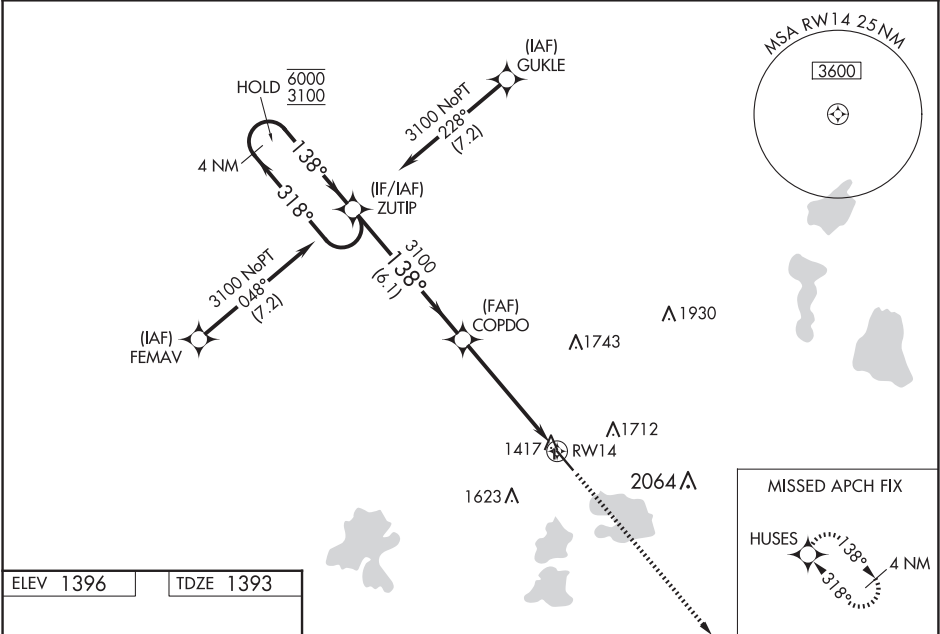 MSA RW14 25 NM
3600
(IAF)
GUKLE
HOLD 6000
3100
3100 NoPT
228°
(7.2)
4 NM
138°
318°
(IF/IAF)
ZUTIP
3100
138°
(6.1)
3100 NoPT
048°
(7.2)
(IAF)
FEMAV
(FAF)
COPDO
1930
1743
1712
1417
RW14
2064
1623
MISSED APCH FIX
HUSES
138°
318°
4 NM
ELEV 1396
TDZE 1393